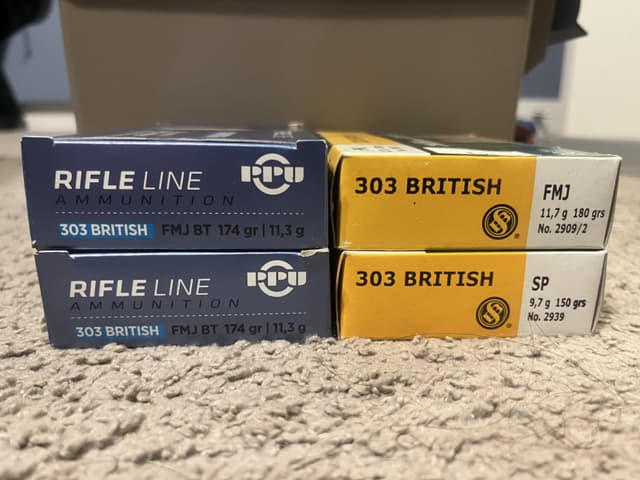 RIFLE LINE
AMMUNITION
PPU
303 BRITISH FMJ BT 174 gr | 11,3 g
303 BRITISH
FMJ
11,7 g 180 grs
No. 2909/2
RIFLE LINE
AMMUNITION
PPU
303 BRITISH FMJ BT 174 gr | 11,3 g
303 BRITISH
SP
9,7 g 150 grs
No. 2939